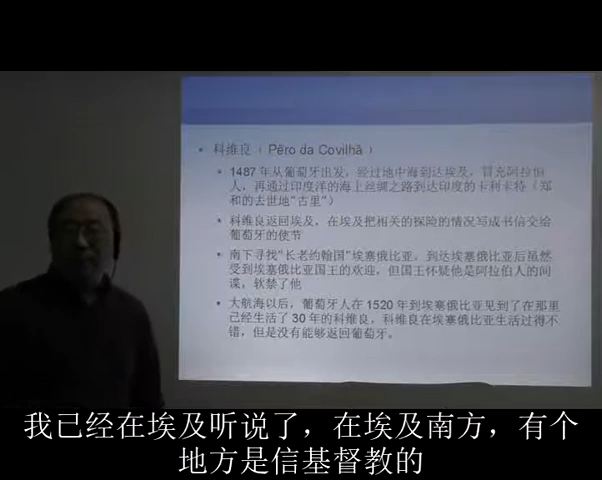 科维良（Pêro da Covilhã）
1487年从葡萄牙出发，经过地中海到达埃及，冒充阿拉伯
人，再通过印度洋的海上丝绸之路到达印度的卡利卡特（郑
和的去世地“古里”）
科维良返回埃及，在埃及把相关的探险的情况写成书信交给
葡萄牙的使节
南下寻找“长老约翰国”埃塞俄比亚，到达埃塞俄比亚后虽然
受到埃塞俄比亚国王的欢迎，但国王怀疑他是阿拉伯人的间
谍，软禁了他
大航海以后，葡萄牙人在1520年到埃塞俄比亚见到了在那里
已经生活了30年的科维良，科维良在埃塞俄比亚生活过得不
错，但是没有能够返回葡萄牙。
我已经在埃及听说了，在埃及南方，有个
地方是信基督教的